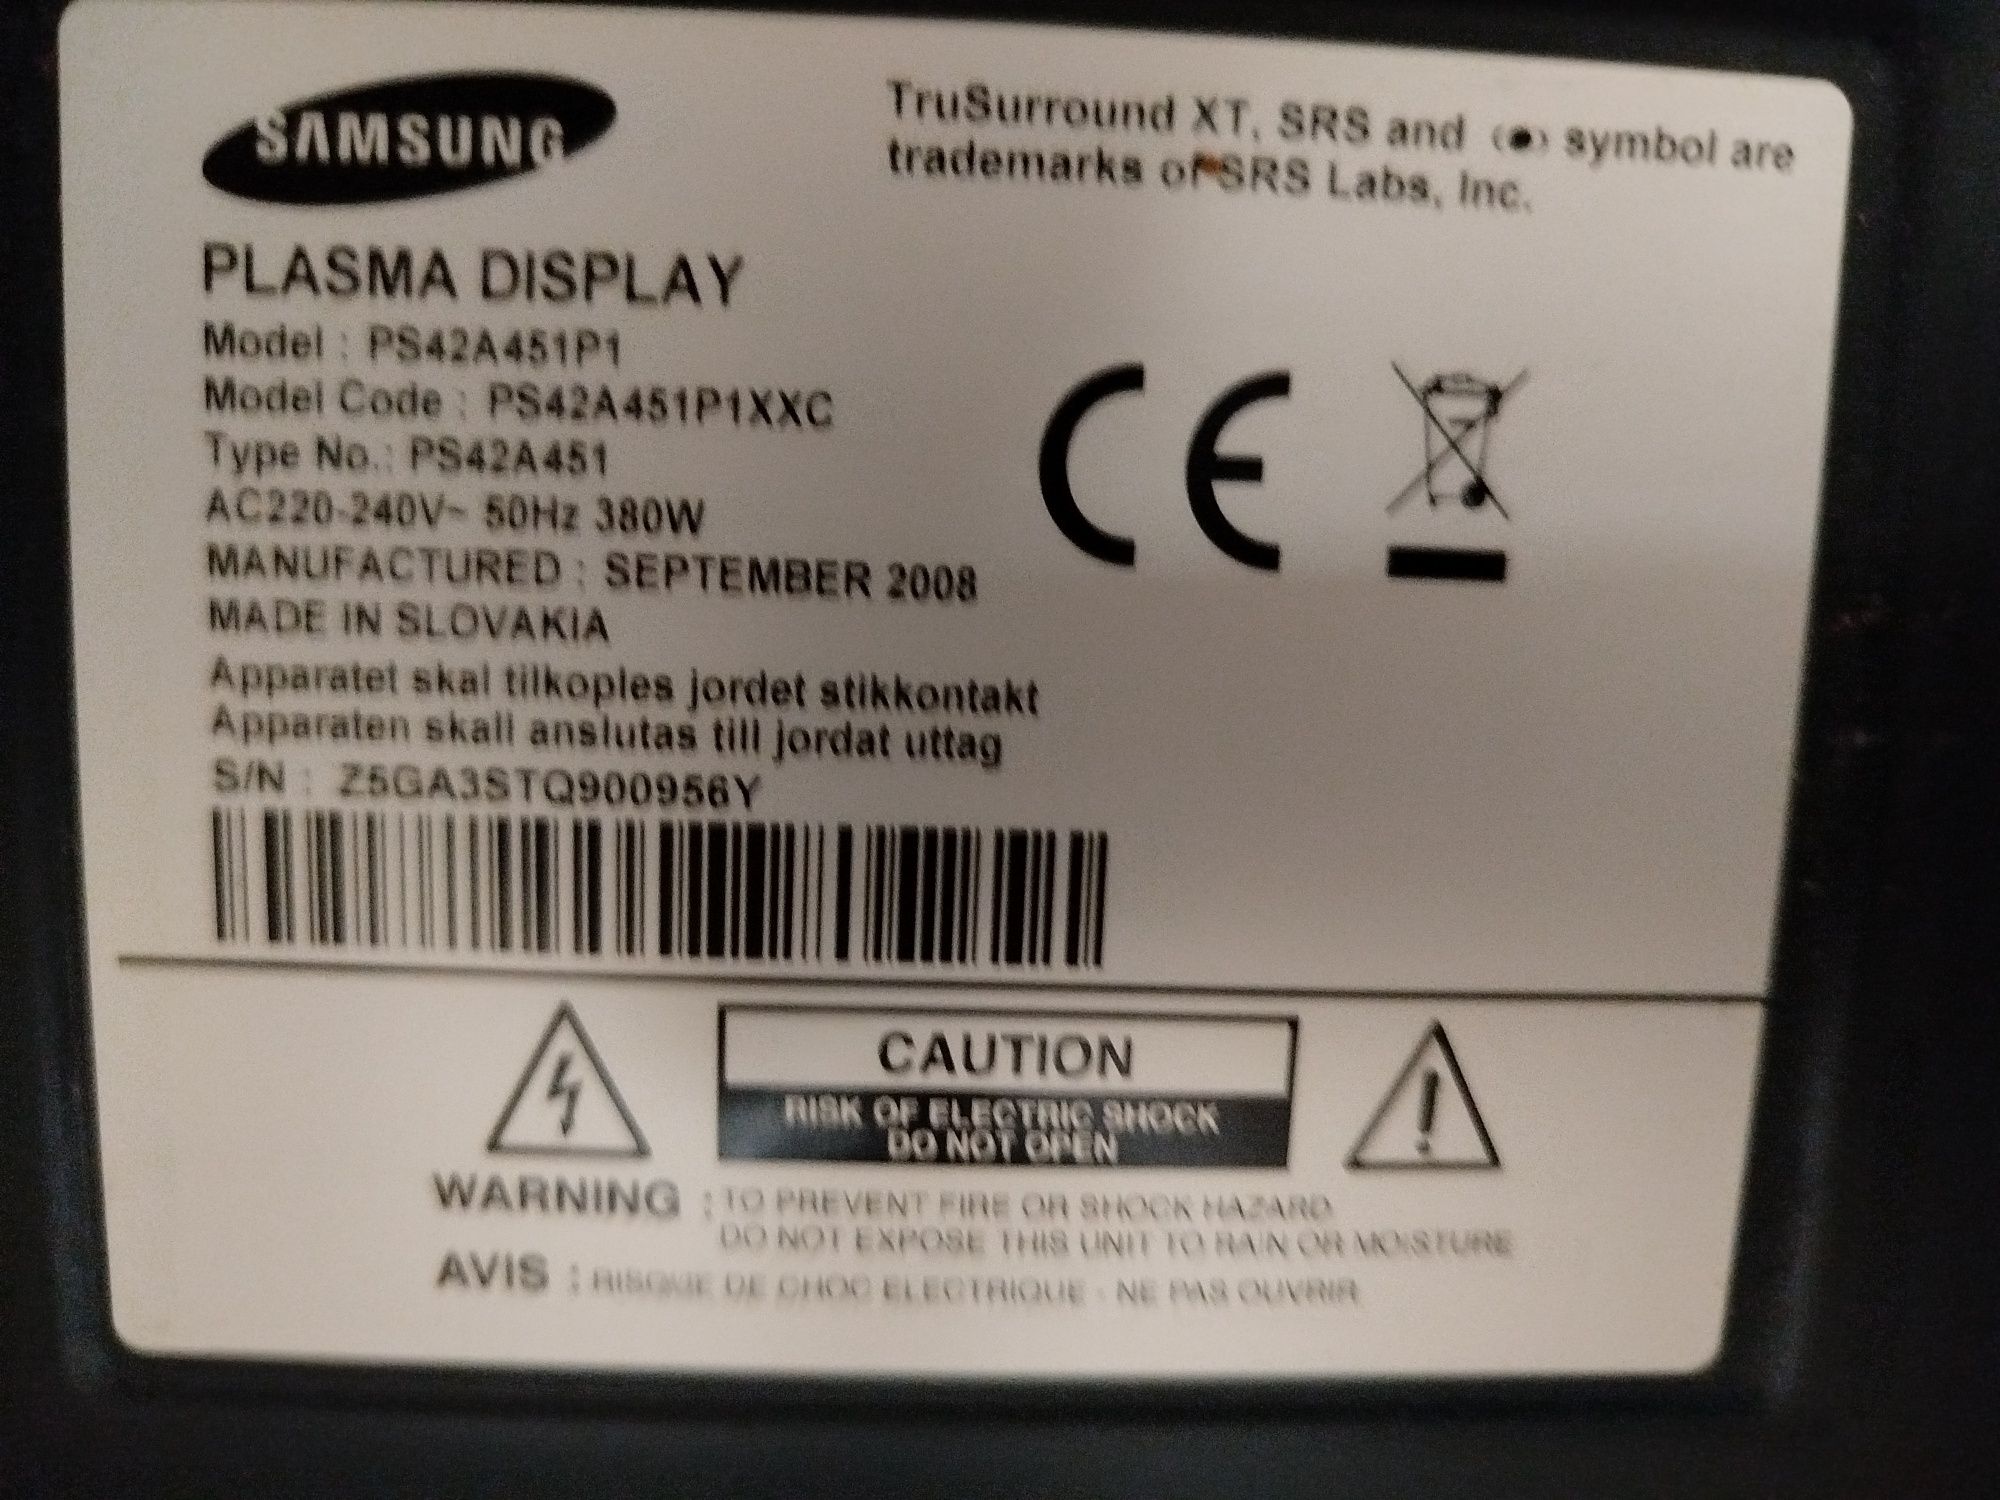 SAMSUNG
TruSurround XT, SRS and (●) symbol are
trademarks of SRS Labs, Inc.
PLASMA DISPLAY
Model : PS42A451P1
Model Code : PS42A451P1XXC
Type No.: PS42A451
AC220-240V~ 50Hz 380W
MANUFACTURED : SEPTEMBER 2008
MADE IN SLOVAKIA
Apparatet skal tilkoples jordet stikkontakt
Apparaten skall anslutas till jordat uttag
S/N : Z5GA3STQ900956Y
CE
CAUTION
RISK OF ELECTRIC SHOCK
DO NOT OPEN
WARNING : TO PREVENT FIRE OR SHOCK HAZARD
DO NOT EXPOSE THIS UNIT TO RAIN OR MOISTURE
AVIS : RISQUE DE CHOC ELECTRIQUE - NE PAS OUVRIR